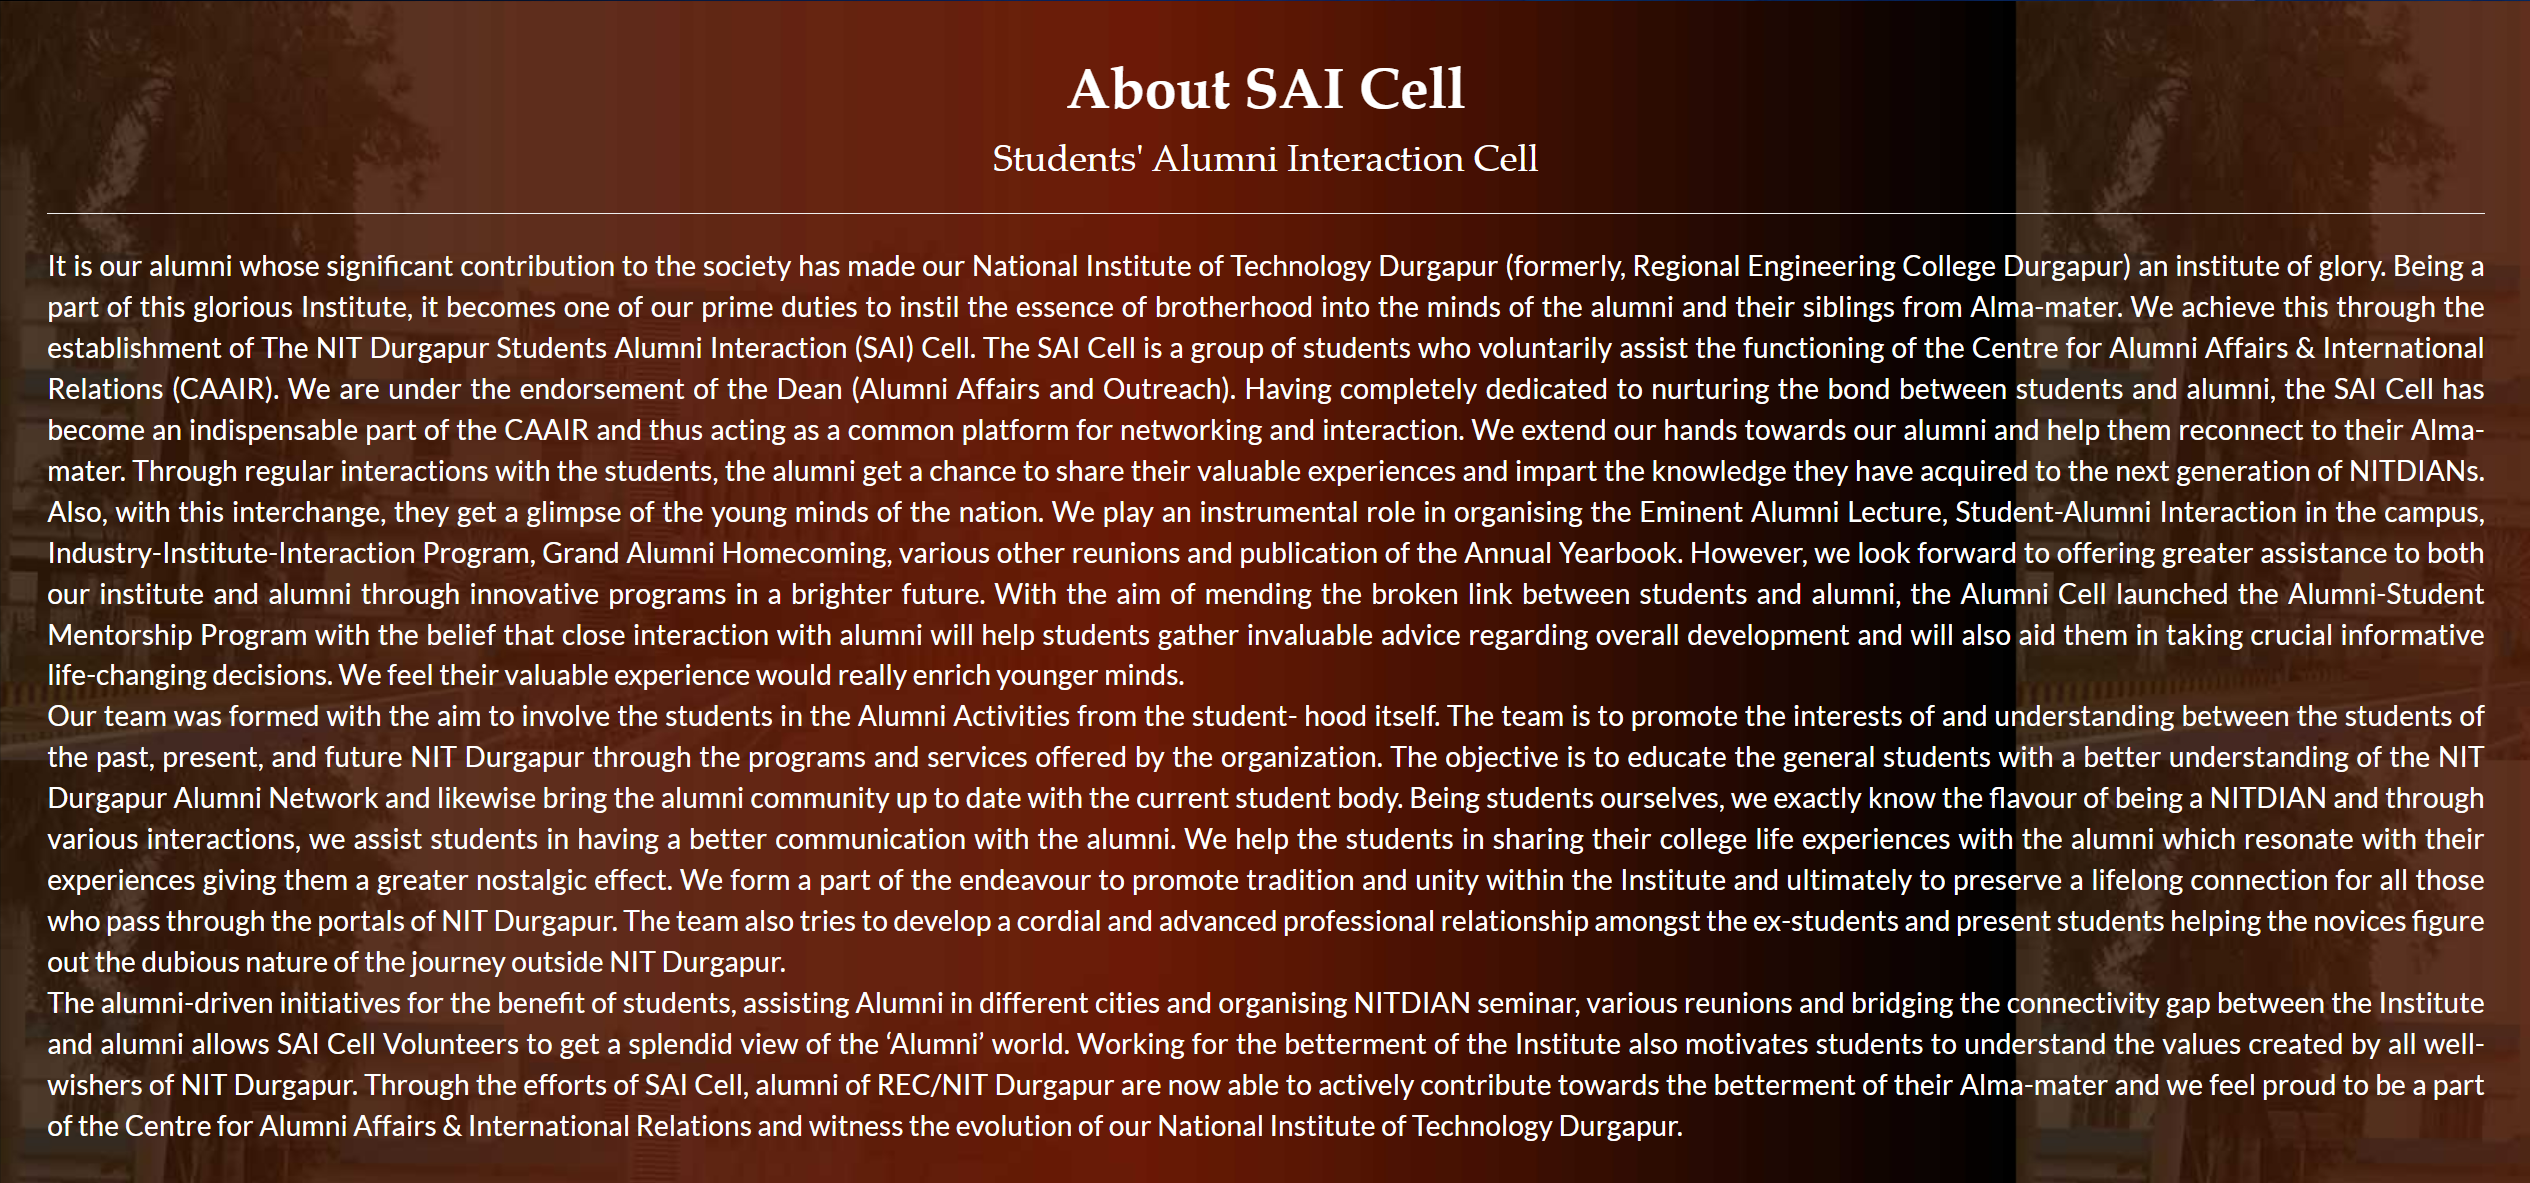 About SAI Cell
Students' Alumni Interaction Cell
It is our alumni whose significant contribution to the society has made our National Institute of Technology Durgapur (formerly, Regional Engineering College Durgapur) an institute of glory. Being a
part of this glorious Institute, it becomes one of our prime duties to instil the essence of brotherhood into the minds of the alumni and their siblings from Alma-mater. We achieve this through the
establishment of The NIT Durgapur Students Alumni Interaction (SAI) Cell. The SAI Cell is a group of students who voluntarily assist the functioning of the Centre for Alumni Affairs & International
Relations (CAAIR). We are under the endorsement of the Dean (Alumni Affairs and Outreach). Having completely dedicated to nurturing the bond between students and alumni, the SAI Cell has
become an indispensable part of the CAAIR and thus acting as a common platform for networking and interaction. We extend our hands towards our alumni and help them reconnect to their Alma-
mater. Through regular interactions with the students, the alumni get a chance to share their valuable experiences and impart the knowledge they have acquired to the next generation of NITDIANs.
Also, with this interchange, they get a glimpse of the young minds of the nation. We play an instrumental role in organising the Eminent Alumni Lecture, Student-Alumni Interaction in the campus,
Industry-Institute-Interaction Program, Grand Alumni Homecoming, various other reunions and publication of the Annual Yearbook. However, we look forward to offering greater assistance to both
our institute and alumni through innovative programs in a brighter future. With the aim of mending the broken link between students and alumni, the Alumni Cell launched the Alumni-Student
Mentorship Program with the belief that close interaction with alumni will help students gather invaluable advice regarding overall development and will also aid them in taking crucial informative
life-changing decisions. We feel their valuable experience would really enrich younger minds.
Our team was formed with the aim to involve the students in the Alumni Activities from the student- hood itself. The team is to promote the interests of and understanding between the students of
the past, present, and future NIT Durgapur through the programs and services offered by the organization. The objective is to educate the general students with a better understanding of the NIT
Durgapur Alumni Network and likewise bring the alumni community up to date with the current student body. Being students ourselves, we exactly know the flavour of being a NITDIAN and through
various interactions, we assist students in having a better communication with the alumni. We help the students in sharing their college life experiences with the alumni which resonate with their
experiences giving them a greater nostalgic effect. We form a part of the endeavour to promote tradition and unity within the Institute and ultimately to preserve a lifelong connection for all those
who pass through the portals of NIT Durgapur. The team also tries to develop a cordial and advanced professional relationship amongst the ex-students and present students helping the novices figure
out the dubious nature of the journey outside NIT Durgapur.
The alumni-driven initiatives for the benefit of students, assisting Alumni in different cities and organising NITDIAN seminar, various reunions and bridging the connectivity gap between the Institute
and alumni allows SAI Cell Volunteers to get a splendid view of the ‘Alumni’ world. Working for the betterment of the Institute also motivates students to understand the values created by all well-
wishers of NIT Durgapur. Through the efforts of SAI Cell, alumni of REC/NIT Durgapur are now able to actively contribute towards the betterment of their Alma-mater and we feel proud to be a part
of the Centre for Alumni Affairs & International Relations and witness the evolution of our National Institute of Technology Durgapur.